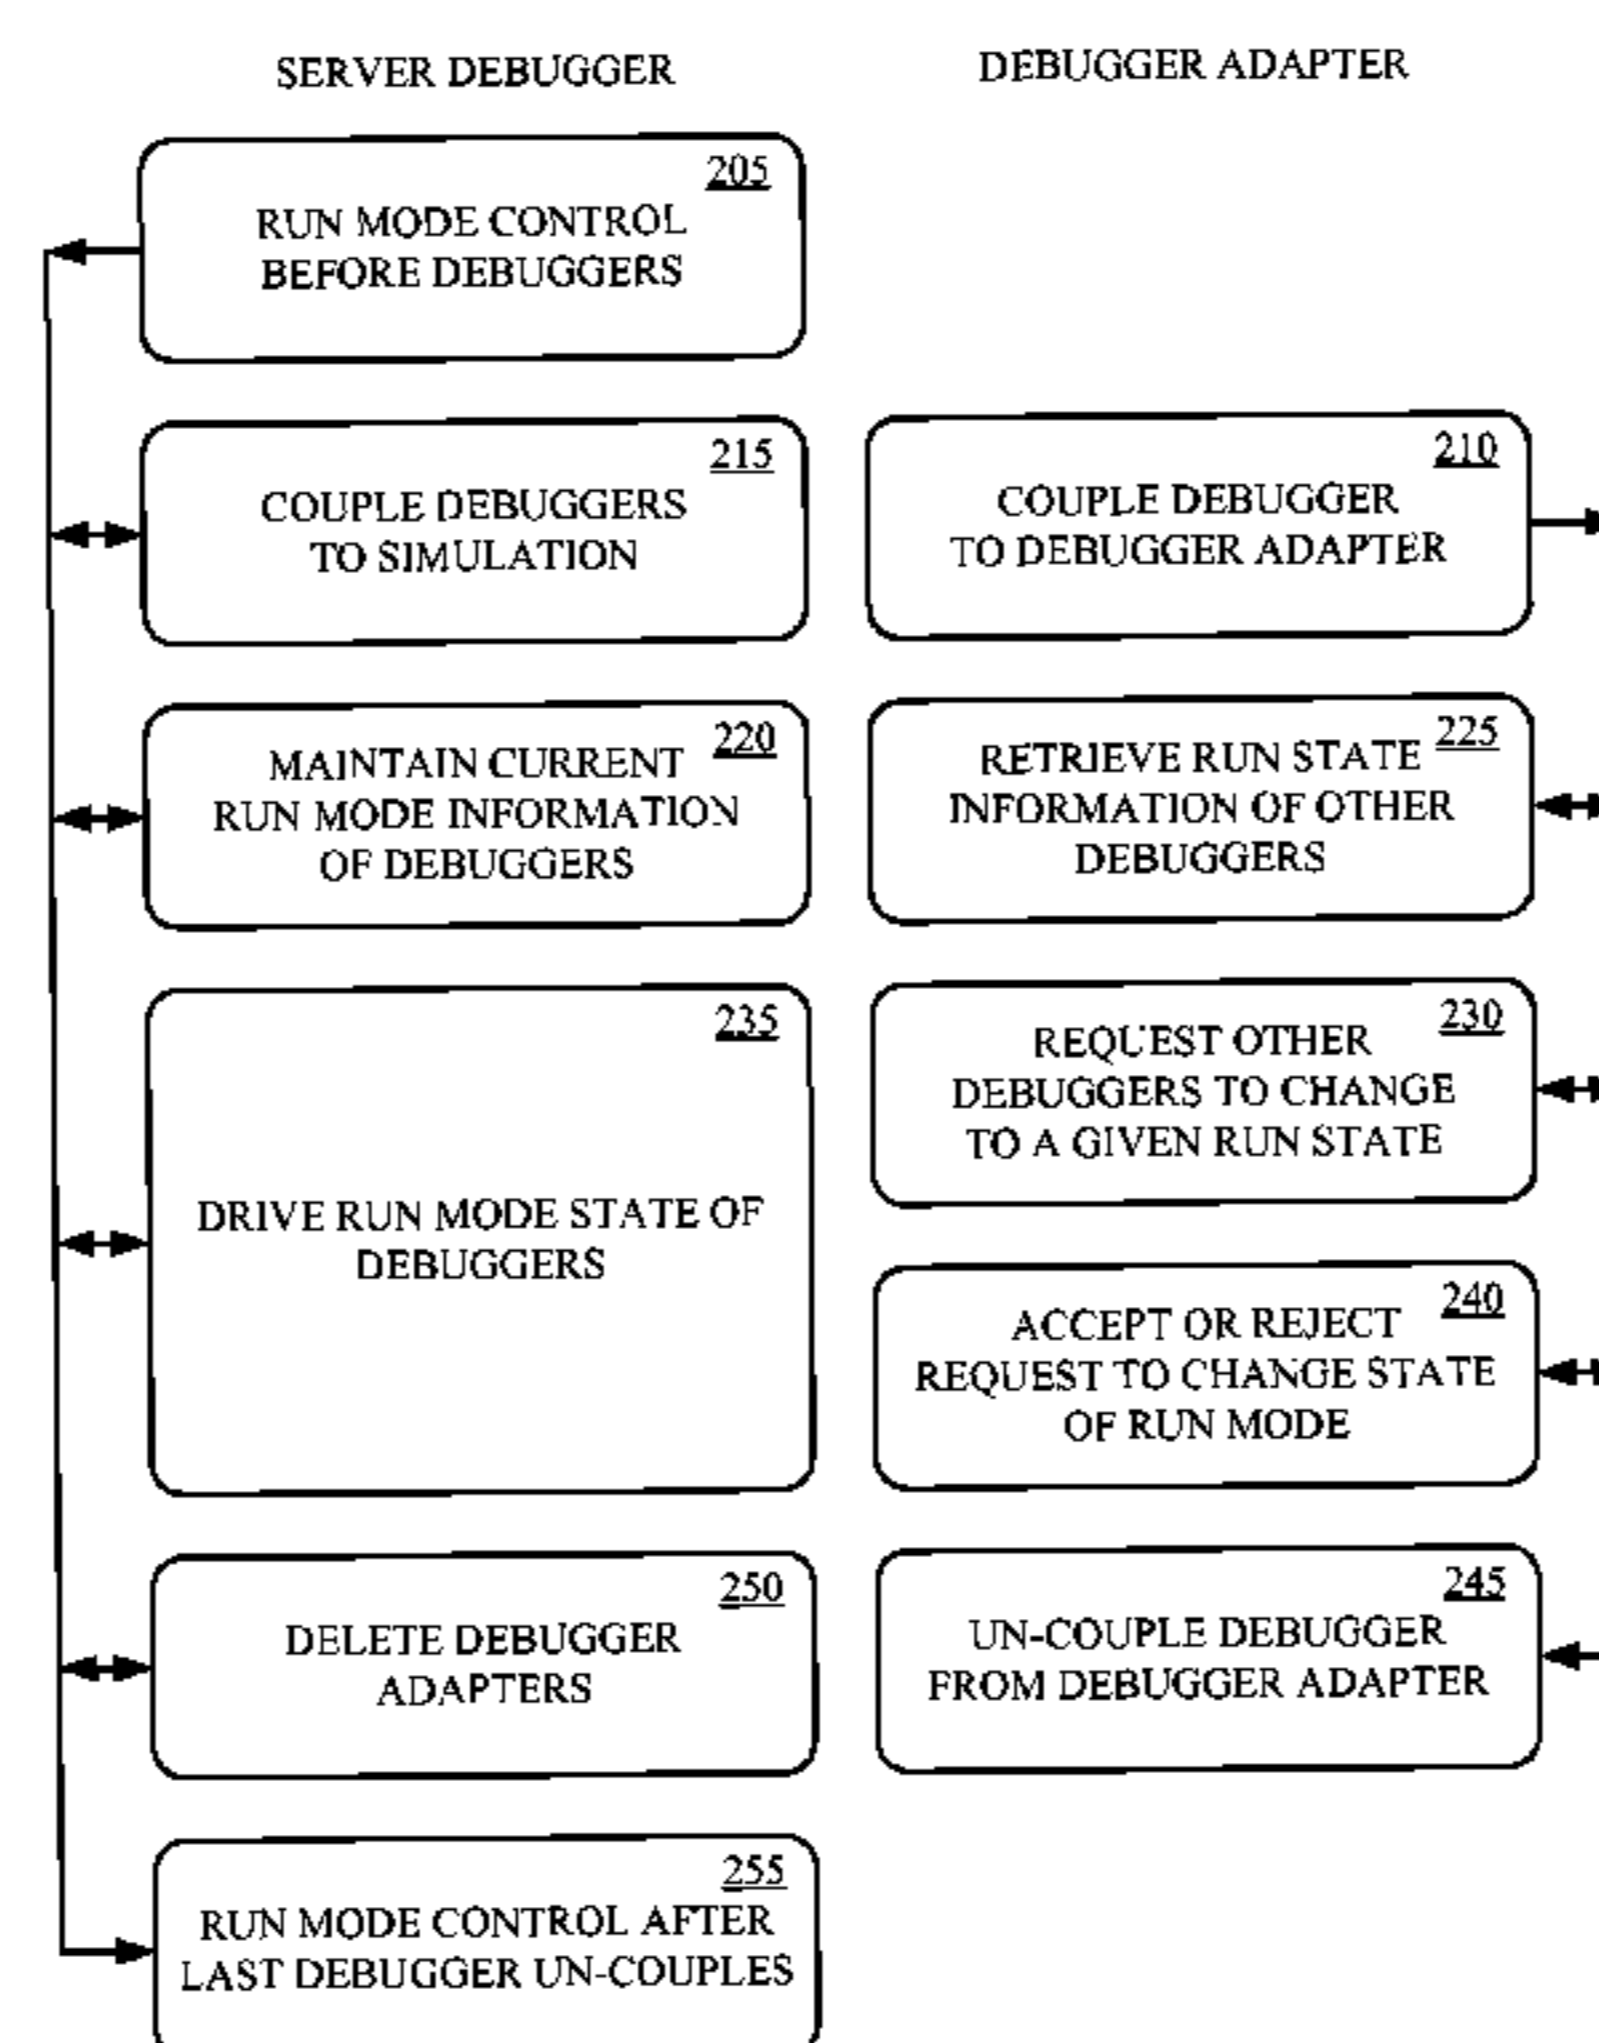 SERVER DEBUGGER
DEBUGGER ADAPTER
205
RUN MODE CONTROL
BEFORE DEBUGGERS
215
COUPLE DEBUGGERS
TO SIMULATION
210
COUPLE DEBUGGER
TO DEBUGGER ADAPTER
220
MAINTAIN CURRENT
RUN MODE INFORMATION
OF DEBUGGERS
225
RETRIEVE RUN STATE
INFORMATION OF OTHER
DEBUGGERS
235
DRIVE RUN MODE STATE OF
DEBUGGERS
230
REQUEST OTHER
DEBUGGERS TO CHANGE
TO A GIVEN RUN STATE
240
ACCEPT OR REJECT
REQUEST TO CHANGE STATE
OF RUN MODE
250
DELETE DEBUGGER
ADAPTERS
245
UN-COUPLE DEBUGGER
FROM DEBUGGER ADAPTER
255
RUN MODE CONTROL AFTER
LAST DEBUGGER UN-COUPLES